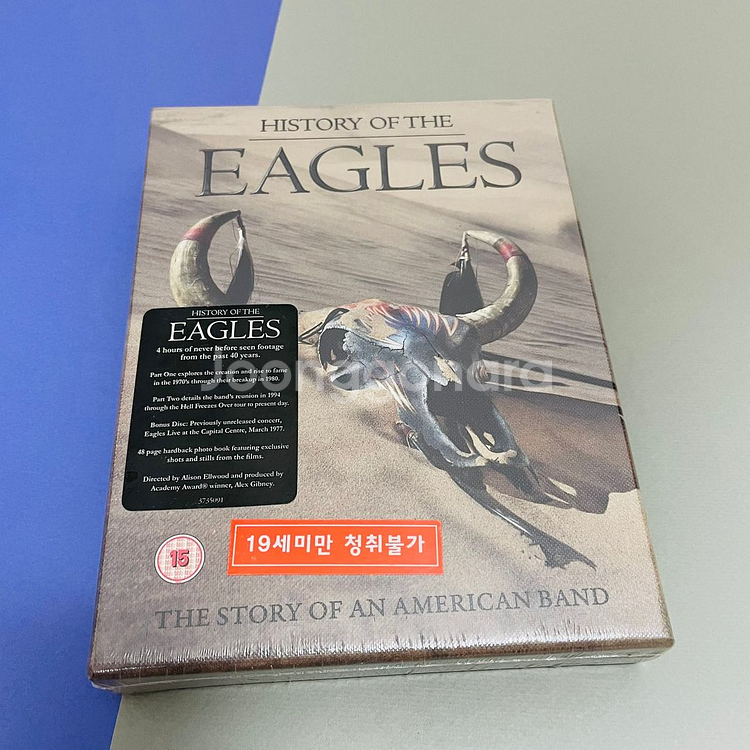 HISTORY OF THE
EAGLES
HISTORY OF THE
EAGLES
4 hours of never before seen footage
from the past 40 years.
Part One explores the creation and rise to fame
in the 1970's through their breakup in 1980.
Part Two details the band's reunion in 1994
through the Hell Freezes Over tour to present day.
Bonus Disc: Previously unreleased concert,
Eagles Live at the Capital Centre, March 1977.
48 page hardback photo book featuring exclusive
shots and stills from the films.
Directed by Alison Ellwood and produced by
Academy Award® winner, Alex Gibney.
3735091
Joonggonara
15
19세미만 청취불가
THE STORY OF AN AMERICAN BAND